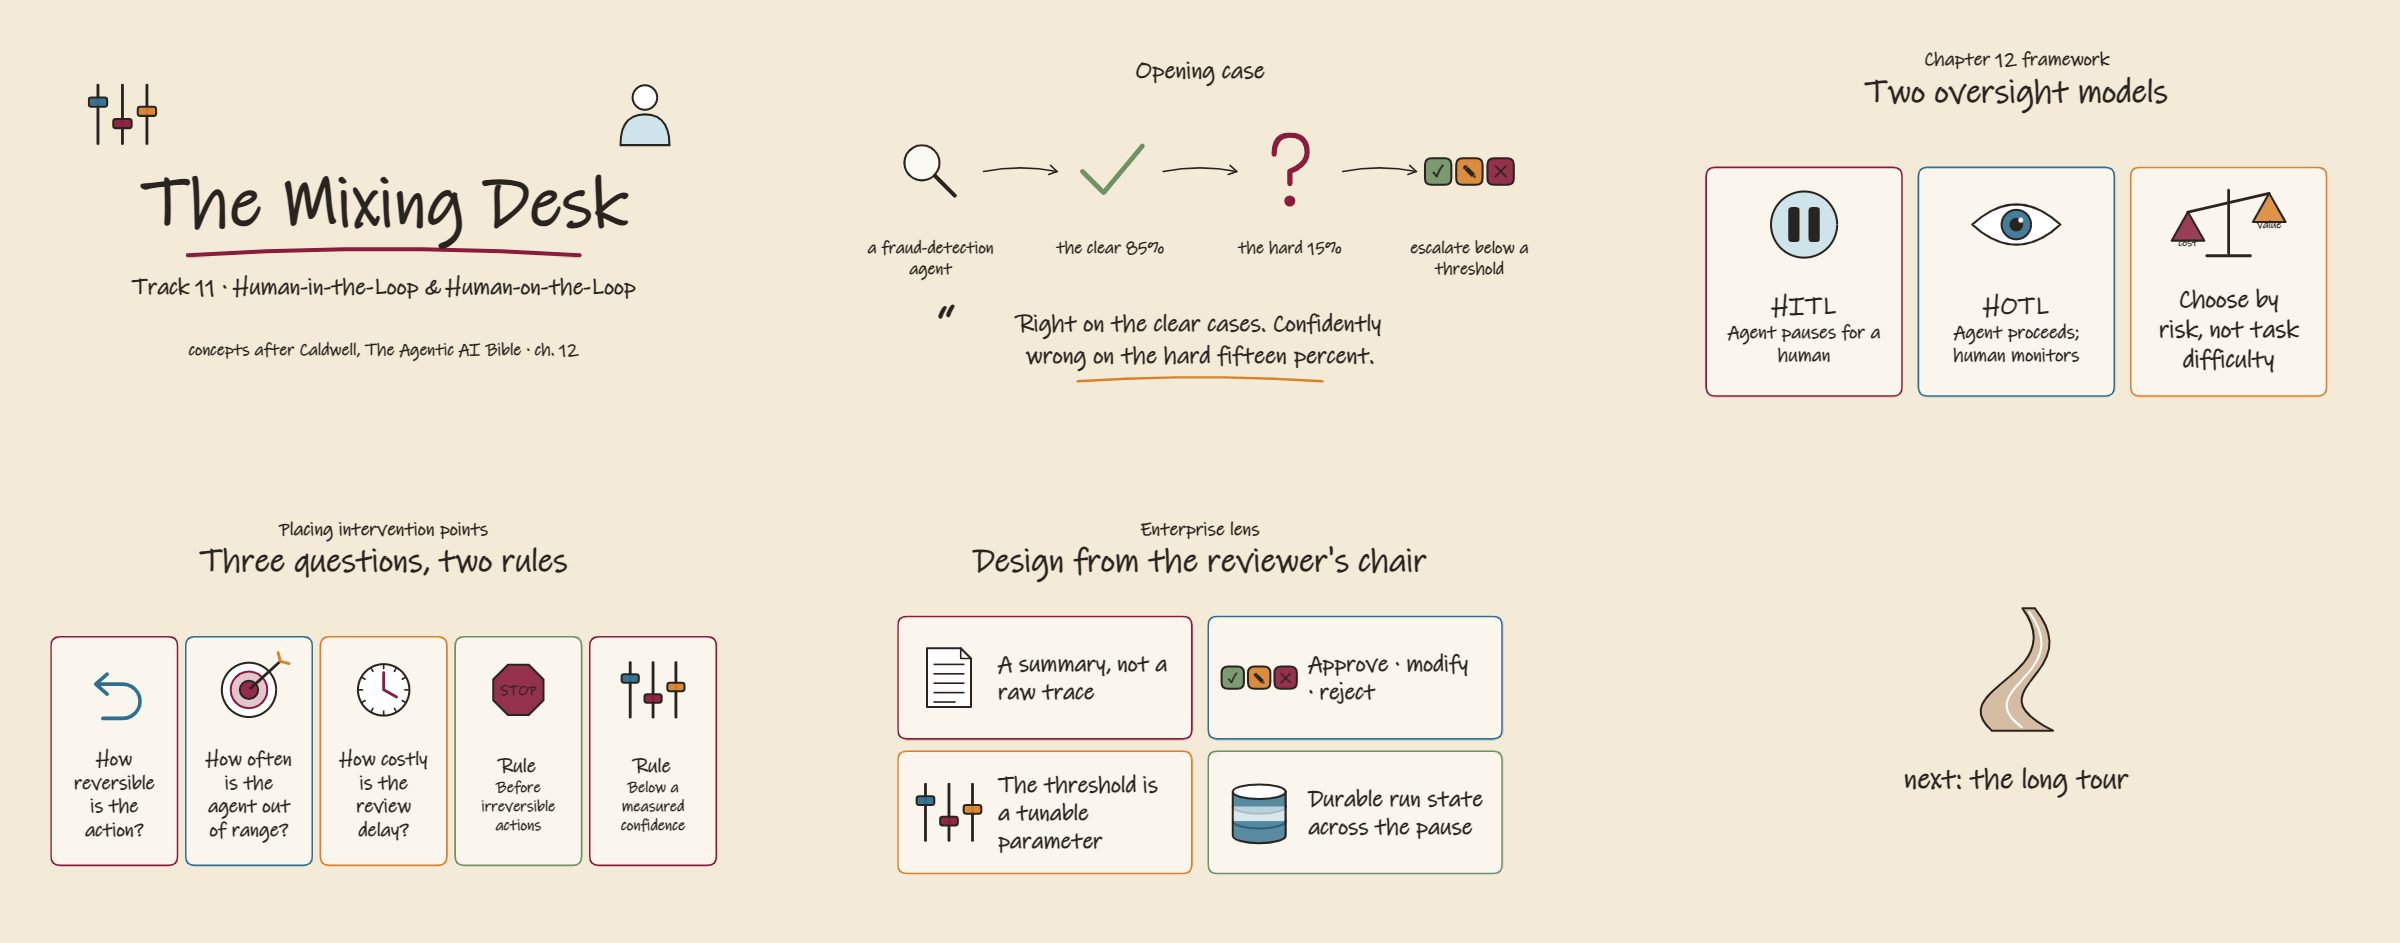 The Mixing Desk
Track 11 · Human-in-the-Loop & Human-on-the-Loop
concepts after Caldwell, The Agentic AI Bible · ch. 12
Opening case
a fraud-detection
agent
the clear 85%
the hard 15%
escalate below a
threshold
“
Right on the clear cases. Confidently
wrong on the hard fifteen percent.
Chapter 12 framework
Two oversight models
HITL
Agent pauses for a
human
HOTL
Agent proceeds;
human monitors
cost
value
Choose by
risk, not task
difficulty
Placing intervention points
Three questions, two rules
How
reversible
is the
action?
How often
is the
agent out
of range?
How costly
is the
review
delay?
STOP
Rule
Before
irreversible
actions
Rule
Below a
measured
confidence
Enterprise lens
Design from the reviewer's chair
A summary, not a
raw trace
Approve · modify
· reject
The threshold is
a tunable
parameter
Durable run state
across the pause
next: the long tour